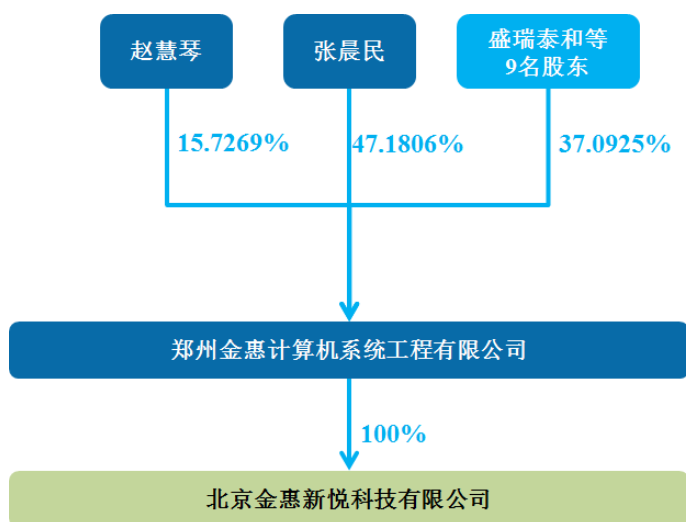 赵慧琴
张晨民
盛瑞泰和等
9名股东
15.7269%
47.1806%
37.0925%
郑州金惠计算机系统工程有限公司
100%
北京金惠新悦科技有限公司